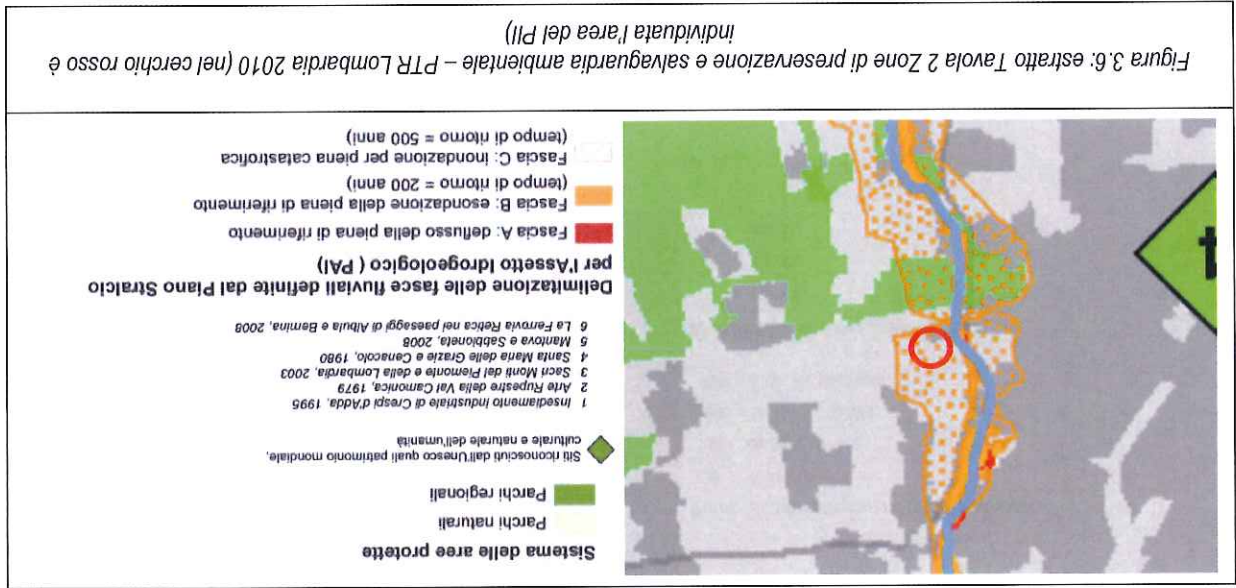 Sistema delle aree protette
Parchi naturali
Parchi regionali
Siti riconosciuti dall'Unesco quali patrimonio mondiale,
culturale e naturale dell'umanità
1 Insediamento Industriale di Crespi d'Adda. 1995
2 Arte Rupestre della Val Camonica, 1979
3 Sacri Monti del Piemonte e della Lombardia, 2003
4 Santa Maria delle Grazie e Cenacolo, 1980
5 Mantova e Sabbioneta, 2008
6 La Ferrovia Retica nei paesaggi di Albula e Bernina, 2008
Delimitazione delle fasce fluviali definite dal Piano Stralcio
per l'Assetto Idrogeologico ( PAI)
Fascia A: deflusso della piena di riferimento
Fascia B: esondazione della piena di riferimento
(tempo di ritorno = 200 anni)
Fascia C: inondazione per piena catastrofica
(tempo di ritorno = 500 anni)
Figura 3.6: estratto Tavola 2 Zone di preservazione e salvaguardia ambientale – PTR Lombardia 2010 (nel cerchio rosso è
individuata l'area del PII)